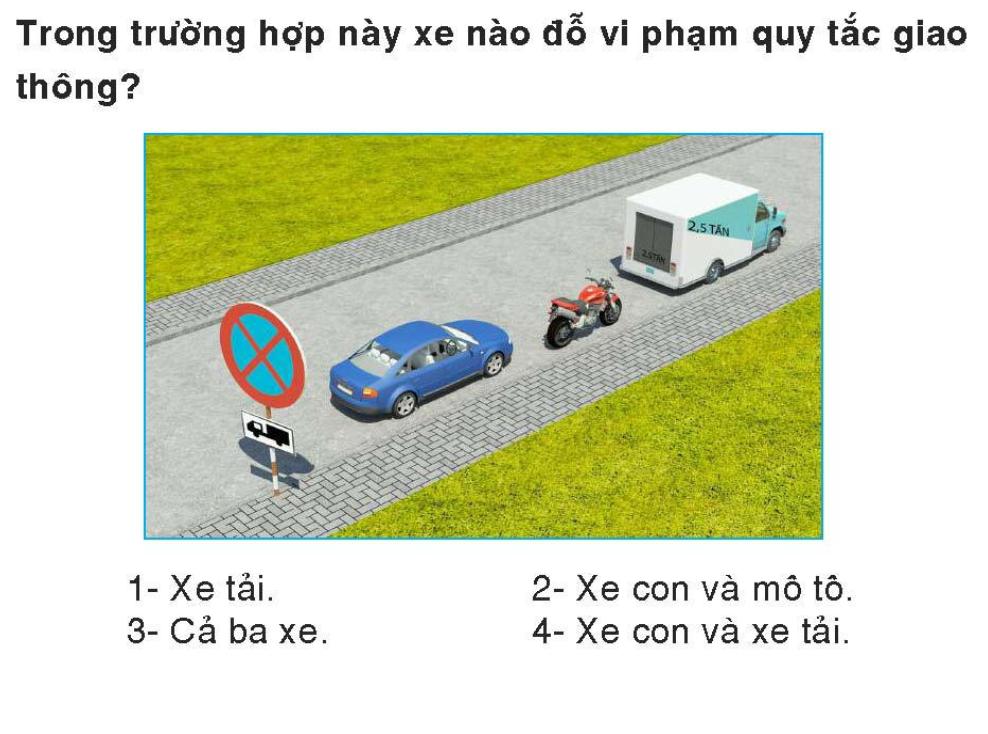 Trong trường hợp này xe nào đỗ vi phạm quy tắc giao
thông?
2,5 TẤN
2,5TẤN
1- Xe tải.
2- Xe con và mô tô.
3- Cả ba xe.
4- Xe con và xe tải.